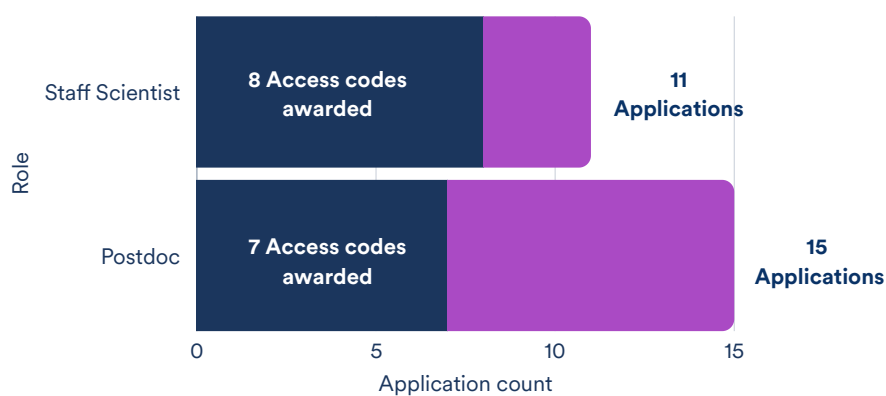 Role
Staff Scientist
8 Access codes
awarded
11
Applications
Postdoc
7 Access codes
awarded
15
Applications
0
5
10
15
Application count